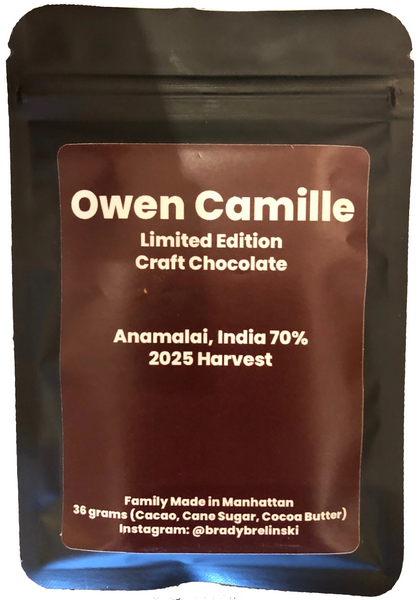 Owen Camille
Limited Edition
Craft Chocolate
Anamalai, India 70%
2025 Harvest
Family Made in Manhattan
36 grams (Cacao, Cane Sugar, Cocoa Butter)
Instagram: @bradybrelinski